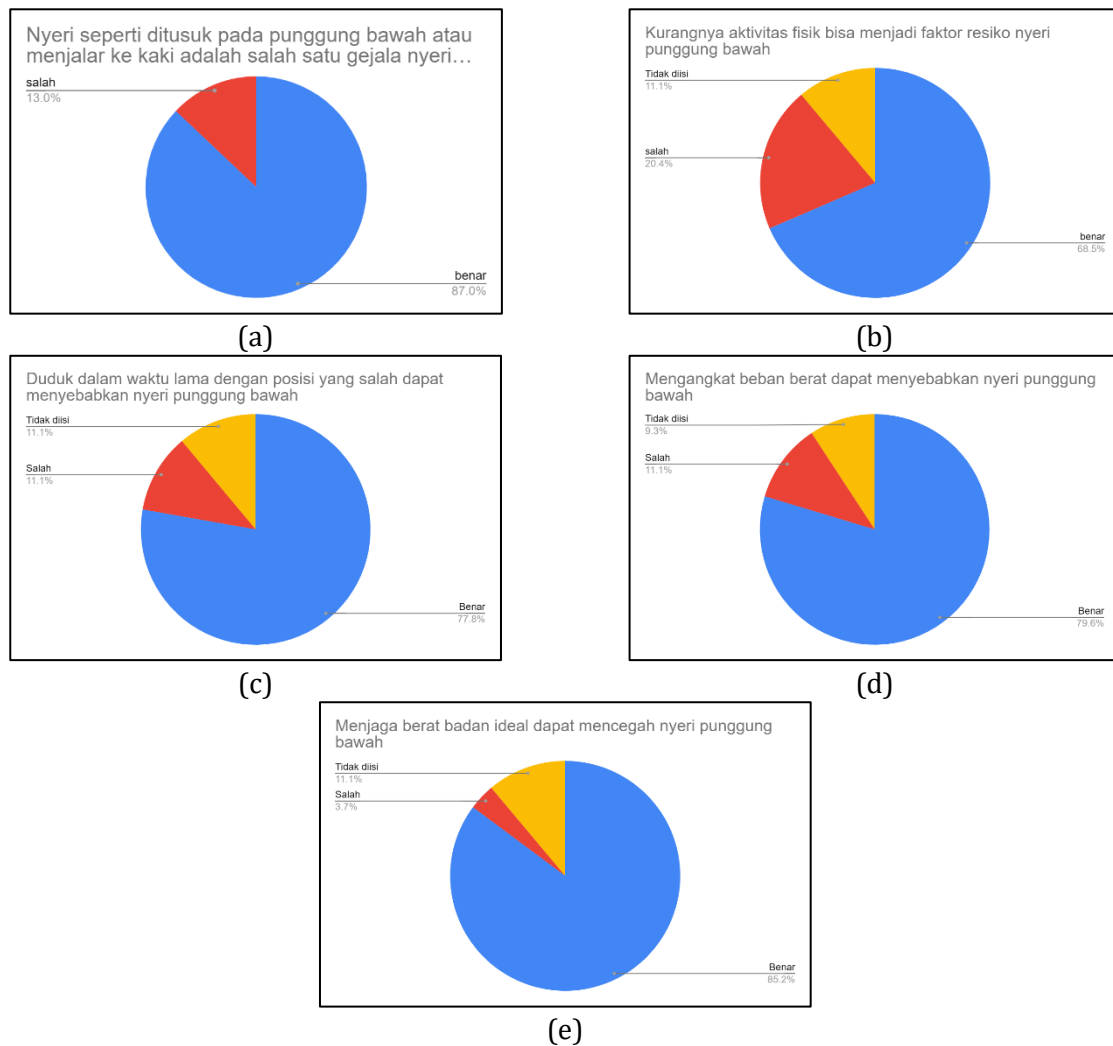 Nyeri seperti ditusuk pada punggung bawah atau
menjalar ke kaki adalah salah satu gejala nyeri…
salah
13.0%
benar
87.0%
(a)
Kurangnya aktivitas fisik bisa menjadi faktor resiko nyeri
punggung bawah
Tidak diisi
11.1%
salah
20.4%
benar
68.5%
(b)
Duduk dalam waktu lama dengan posisi yang salah dapat
menyebabkan nyeri punggung bawah
Tidak diisi
11.1%
Salah
11.1%
Benar
77.8%
(c)
Mengangkat beban berat dapat menyebabkan nyeri punggung
bawah
Tidak diisi
9.3%
Salah
11.1%
Benar
79.6%
(d)
Menjaga berat badan ideal dapat mencegah nyeri punggung
bawah
Tidak diisi
11.1%
Salah
3.7%
Benar
85.2%
(e)